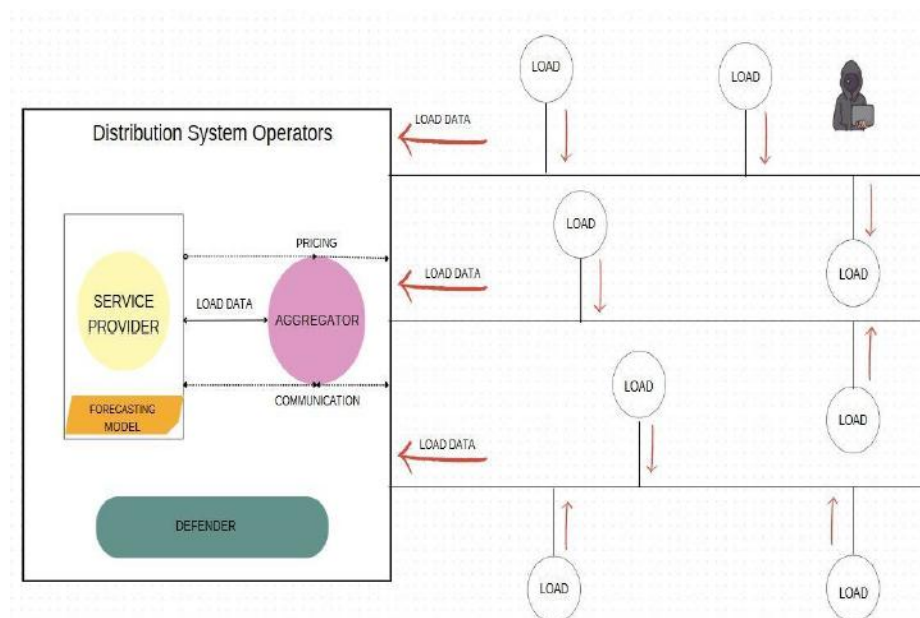 LOAD
LOAD
LOAD DATA
Distribution System Operators
LOAD
PRICING
LOAD DATA
LOAD
SERVICE
PROVIDER
LOAD DATA
AGGREGATOR
LOAD
COMMUNICATION
FORECASTING
MODEL
LOAD
LOAD DATA
DEFENDER
LOAD
LOAD